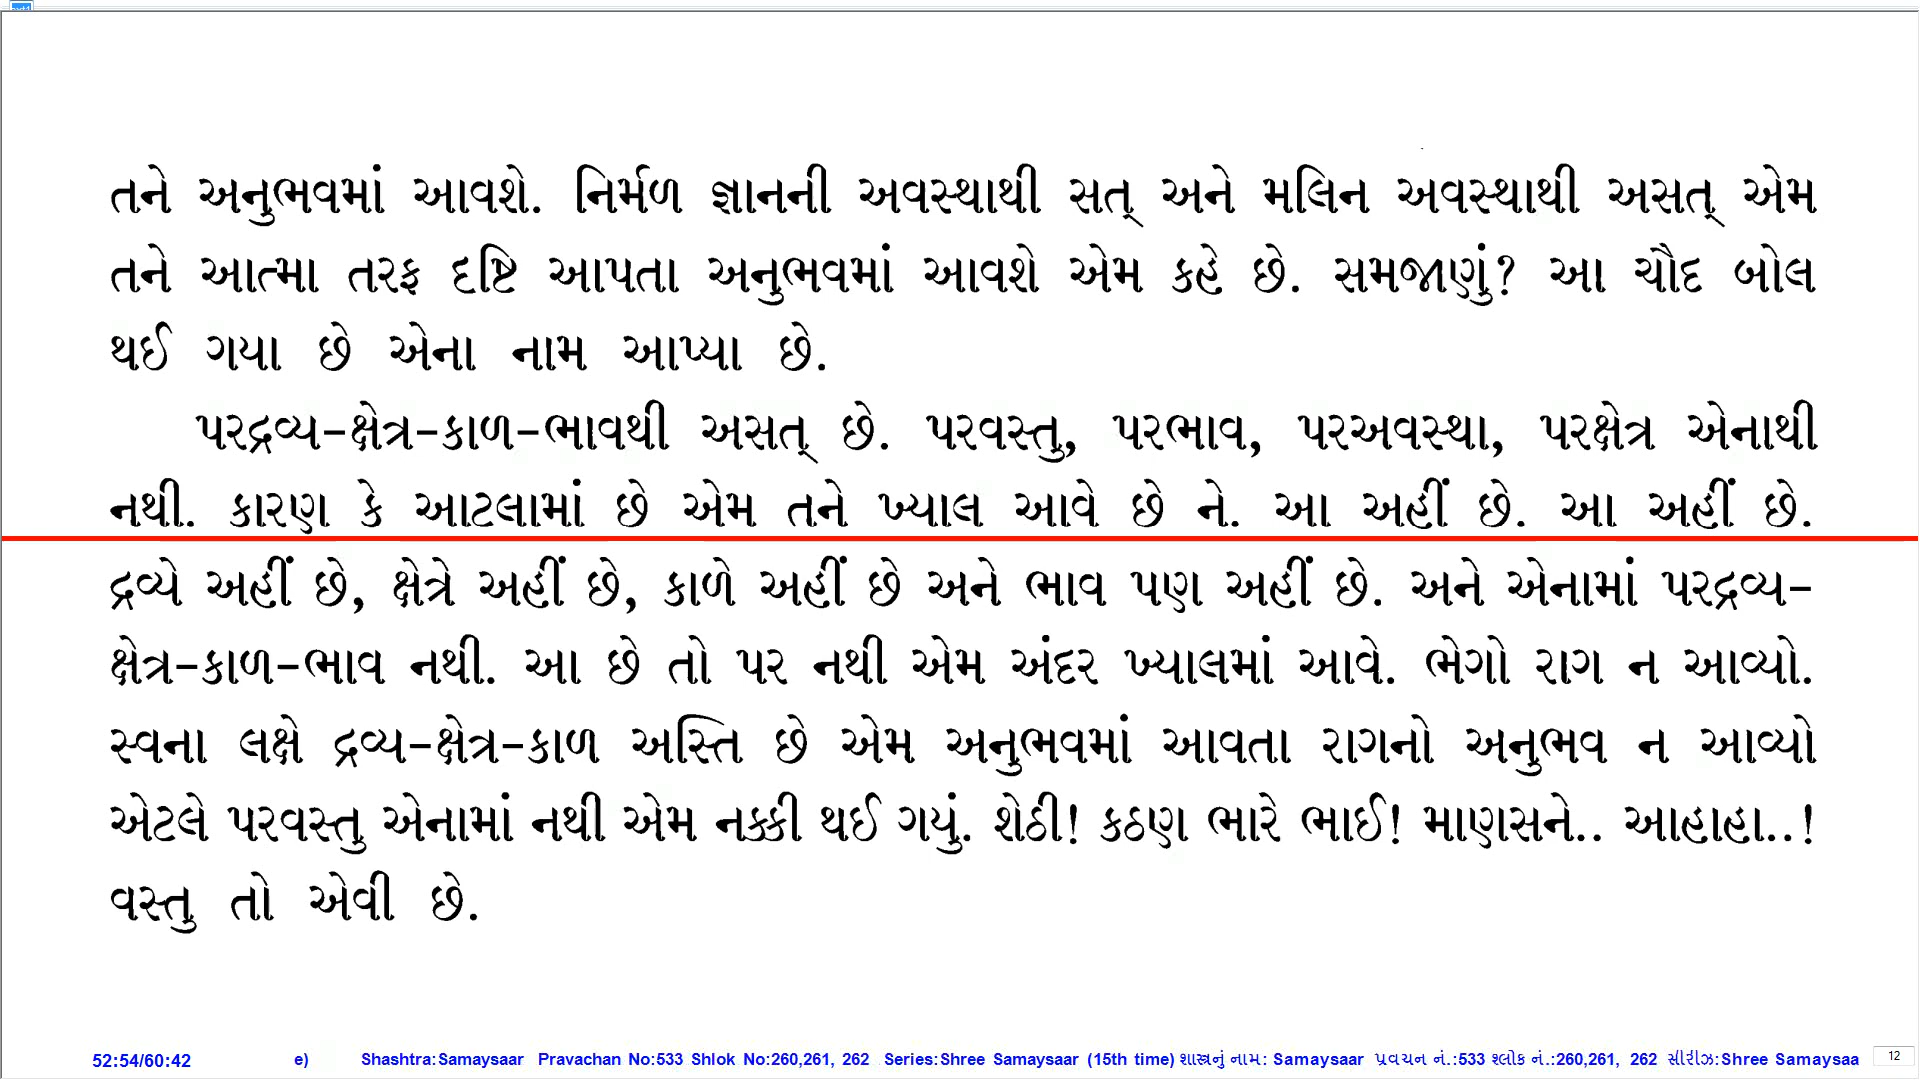 તને અનુભવમાં આવશે. નિર્મળ જ્ઞાનની અવસ્થાથી સત્ અને મલિન અવસ્થાથી અસત્ એમ
તને આત્મા તરફ દૃષ્ટિ આપતા અનુભવમાં આવશે એમ કહે છે. સમજાણું? આ ચૌદ બોલ
થઈ ગયા છે એના નામ આપ્યા છે.
પરદ્રવ્ય-ક્ષેત્ર-કાળ-ભાવથી અસત્ છે. પરવસ્તુ, પરભાવ, પરઅવસ્થા, પરક્ષેત્ર એનાથી
નથી. કારણ કે આટલામાં છે એમ તને ખ્યાલ આવે છે ને. આ અહીં છે. આ અહીં છે.
દ્રવ્યે અહીં છે, ક્ષેત્રે અહીં છે, કાળે અહીં છે અને ભાવ પણ અહીં છે. અને એનામાં પરદ્રવ્ય-
ક્ષેત્ર-કાળ-ભાવ નથી. આ છે તો પર નથી એમ અંદર ખ્યાલમાં આવે. ભેગો રાગ ન આવ્યો.
સ્વના લક્ષે દ્રવ્ય-ક્ષેત્ર-કાળ અસ્તિ છે એમ અનુભવમાં આવતા રાગનો અનુભવ ન આવ્યો
એટલે પરવસ્તુ એનામાં નથી એમ નક્કી થઈ ગયું. શેઠી! કઠણ ભારે ભાઈ! માણસને.. આહાહા..!
વસ્તુ તો એવી છે.
52:54/60:42 e) Shashtra:Samaysaar Pravachan No:533 Shlok No:260,261, 262 Series:Shree Samaysaar (15th time) શાસ્ત્રનું નામ: Samaysaar પ્રવચન નં.:533 શ્લોક નં.:260,261, 262 સીરીઝ:Shree Samaysaa 12